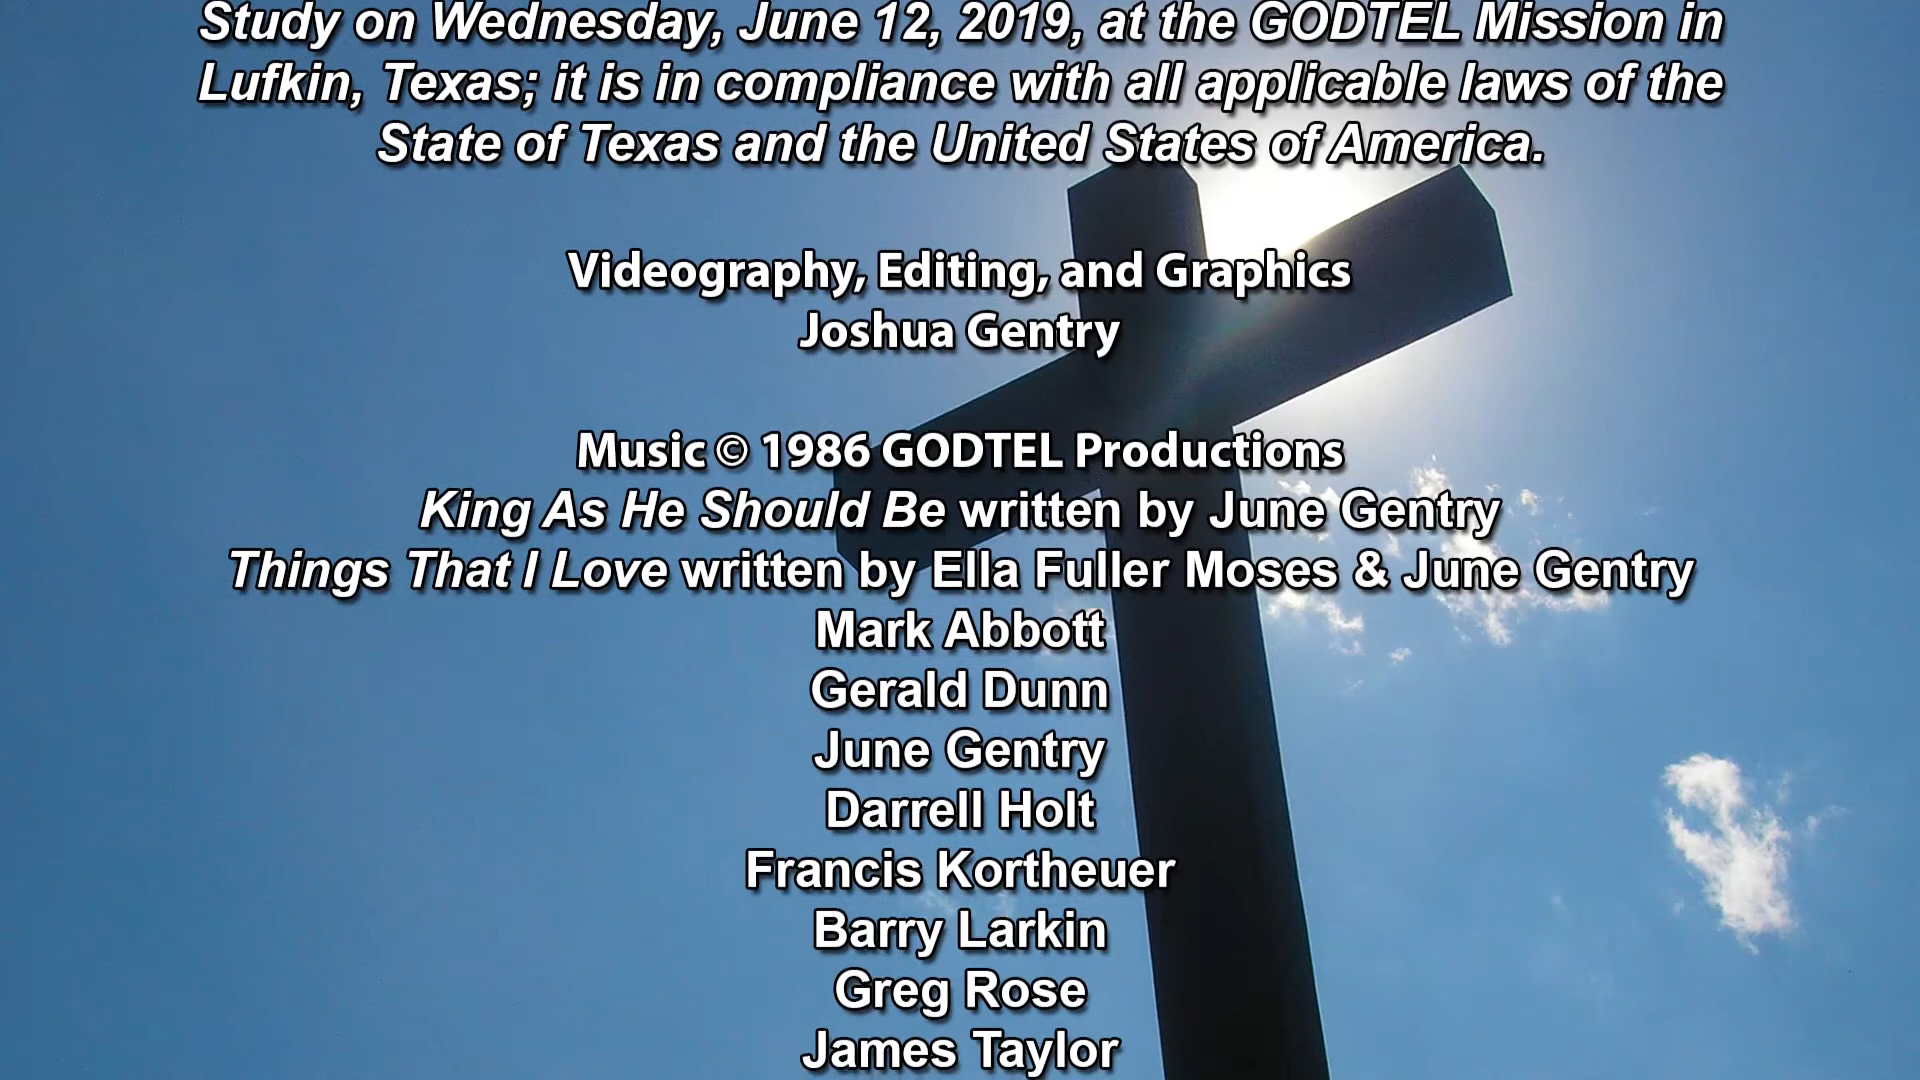 Study on Wednesday, June 12, 2019, at the GODTEL Mission in
Lufkin, Texas; it is in compliance with all applicable laws of the
State of Texas and the United States of America.
Videography, Editing, and Graphics
Joshua Gentry
Music © 1986 GODTEL Productions
King As He Should Be written by June Gentry
Things That I Love written by Ella Fuller Moses & June Gentry
Mark Abbott
Gerald Dunn
June Gentry
Darrell Holt
Francis Kortheuer
Barry Larkin
Greg Rose
James Taylor